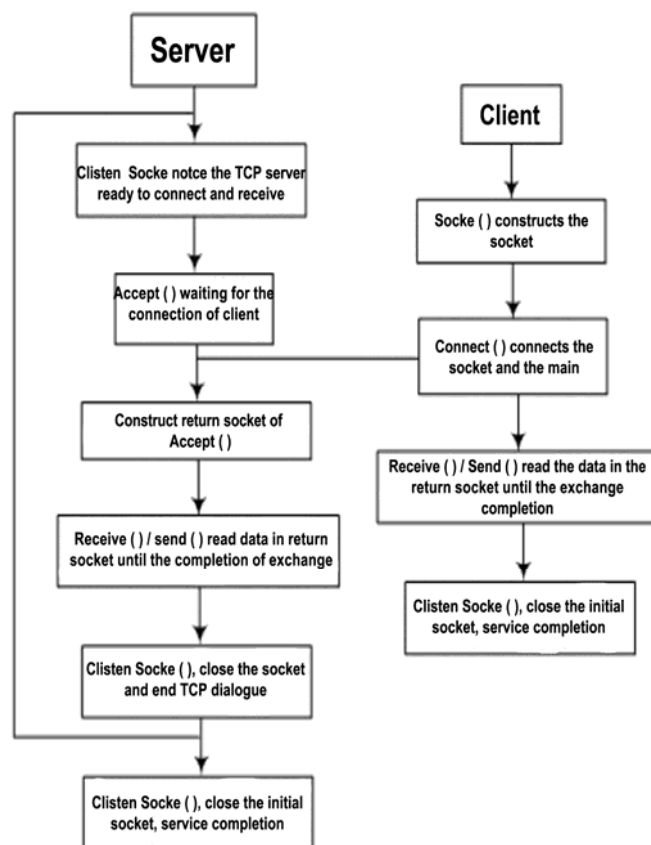 Server
Clisten Socke notce the TCP server
ready to connect and receive
Accept ( ) waiting for the
connection of client
Construct return socket of
Accept ( )
Receive ( ) / send ( ) read data in return
socket until the completion of exchange
Clisten Socke ( ), close the socket
and end TCP dialogue
Clisten Socke ( ), close the initial
socket, service completion
Client
Socke ( ) constructs the
socket
Connect ( ) connects the
socket and the main
Receive ( ) / Send ( ) read the data in the
return socket until the exchange
completion
Clisten Socke ( ), close the initial
socket, service completion